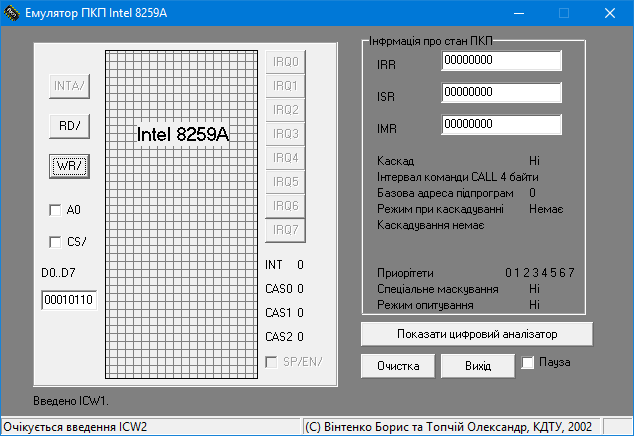 Емулятор ПКП Intel 8259A
INTA/
RD/
WR/
A0
CS/
D0..D7
00010110
Intel 8259A
IRQ0
IRQ1
IRQ2
IRQ3
IRQ4
IRQ5
IRQ6
IRQ7
INT 0
CAS0 0
CAS1 0
CAS2 0
SP/EN/
Інфрмація про стан ПКП
IRR 00000000
ISR 00000000
IMR 00000000
Каскад Ні
Інтервал команди CALL 4 байти
Базова адреса підпрограм 0
Режим при каскадуванні Немає
Каскадування немає
Приорітети 0 1 2 3 4 5 6 7
Спеціальне маскування Ні
Режим опитування Ні
Показати цифровий аналізатор
Очистка Вихід Пауза
Введено ICW1.
Очікується введення ICW2 (С) Вінтенко Борис та Топчій Олександр, КДТУ, 2002